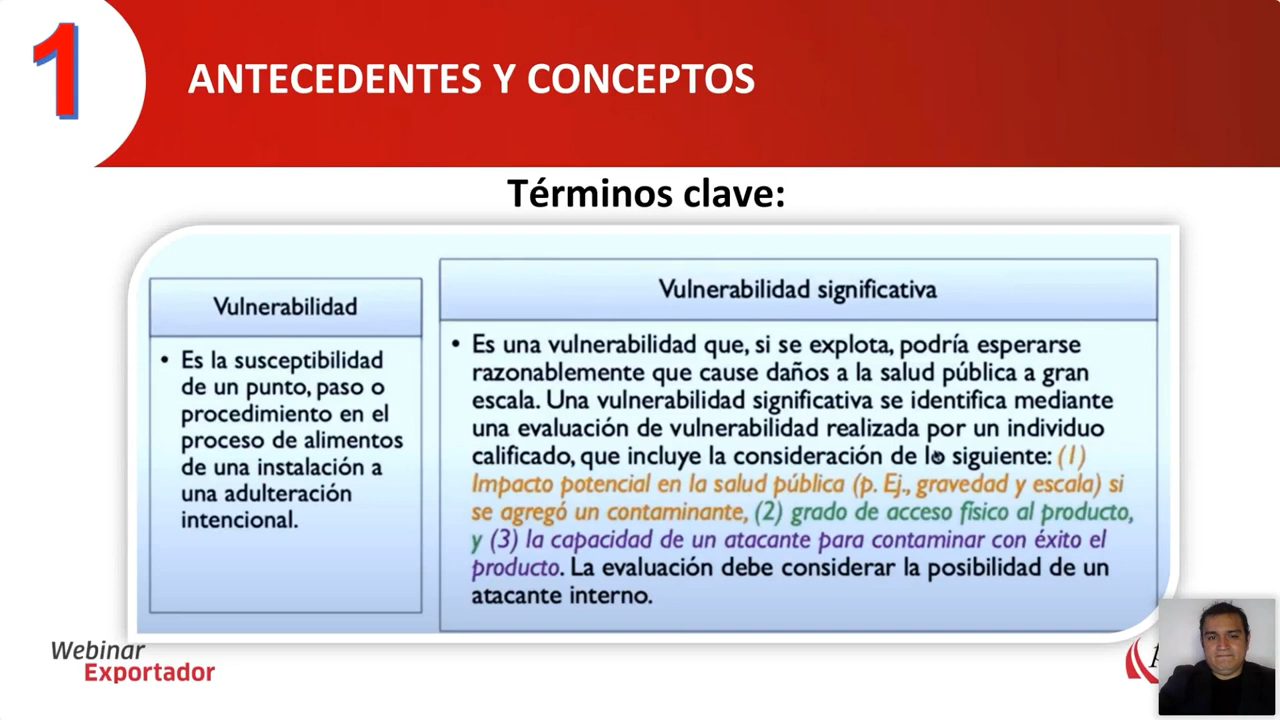 1
ANTECEDENTES Y CONCEPTOS
Términos clave:
Vulnerabilidad
• Es la susceptibilidad
de un punto, paso o
procedimiento en el
proceso de alimentos
de una instalación a
una adulteración
intencional.
Vulnerabilidad significativa
• Es una vulnerabilidad que, si se explota, podría esperarse
razonablemente que cause daños a la salud pública a gran
escala. Una vulnerabilidad significativa se identifica mediante
una evaluación de vulnerabilidad realizada por un individuo
calificado, que incluye la consideración de lo siguiente: (1)
Impacto potencial en la salud pública (p. Ej., gravedad y escala) si
se agregó un contaminante, (2) grado de acceso físico al producto,
y (3) la capacidad de un atacante para contaminar con éxito el
producto. La evaluación debe considerar la posibilidad de un
atacante interno.
Webinar
Exportador